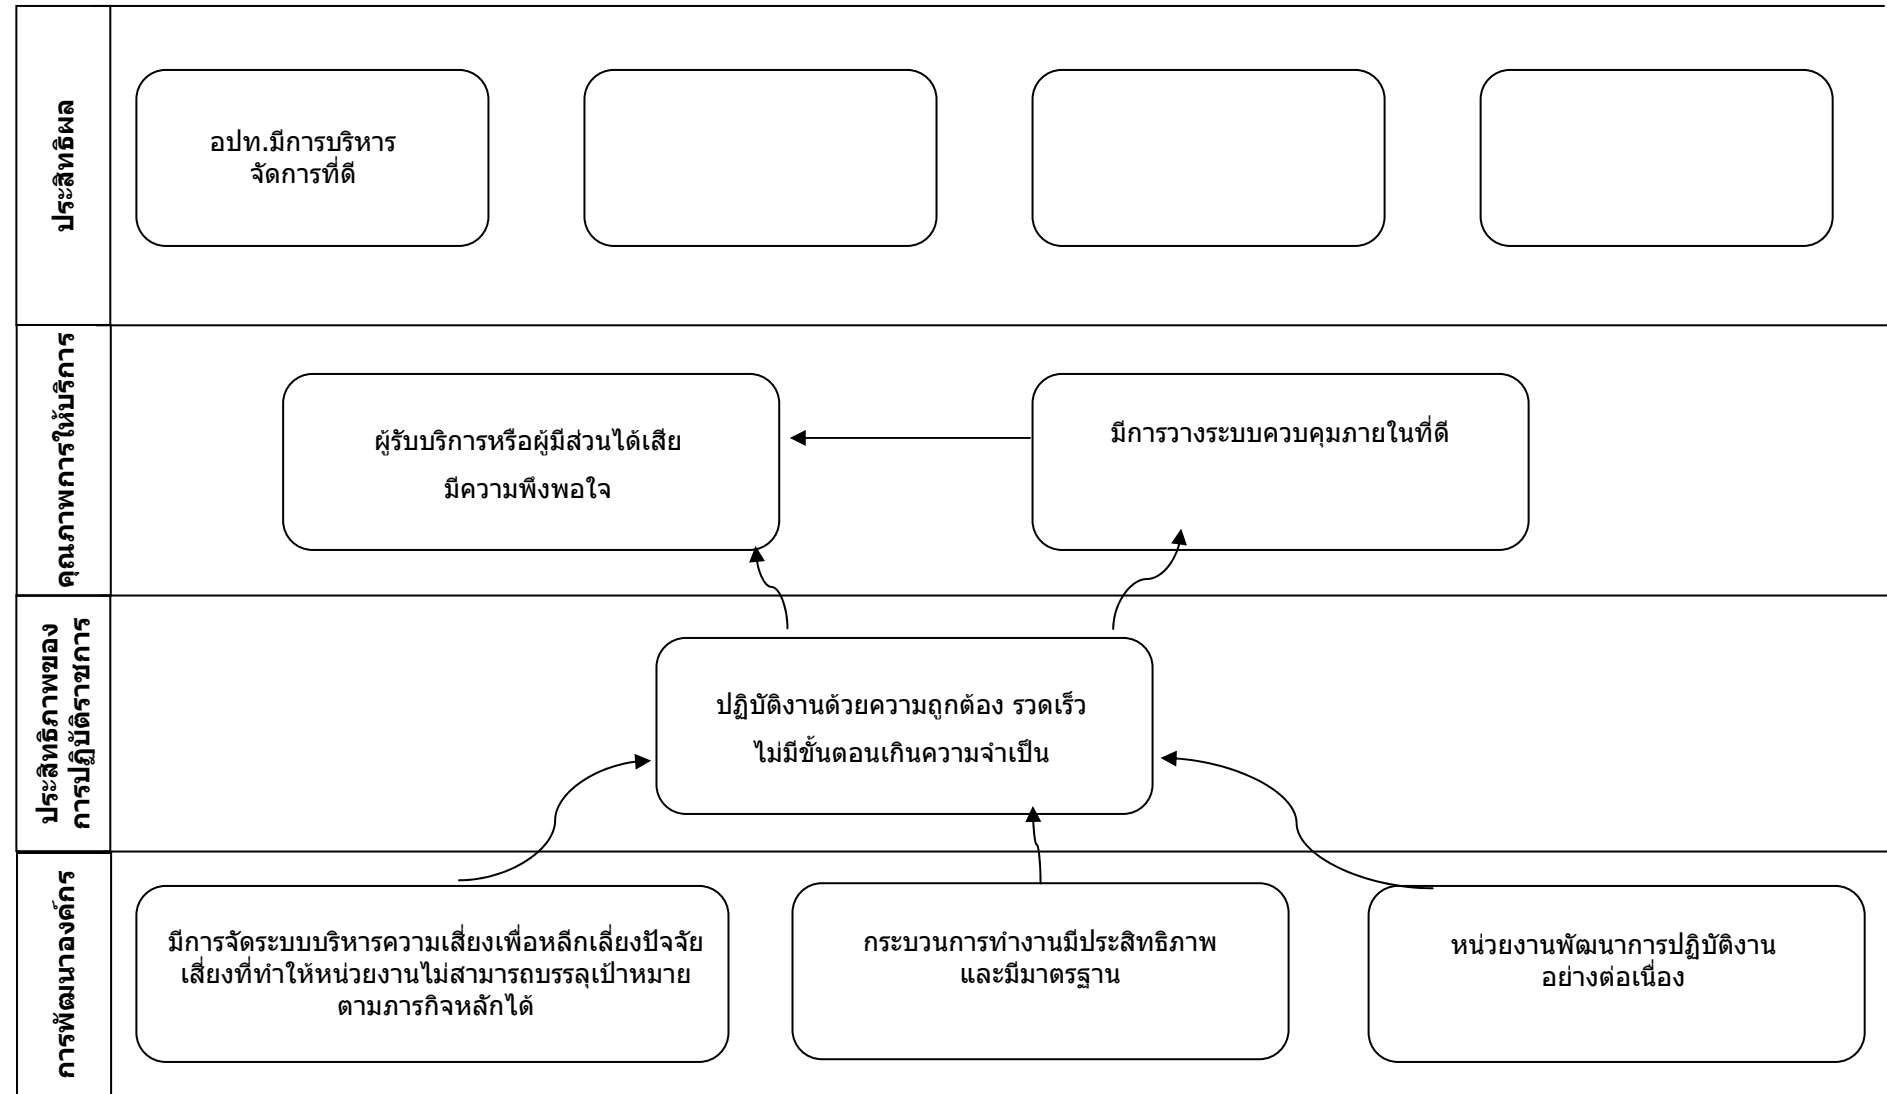 ประสิทธิผล
อปท.มีการบริหาร
จัดการที่ดี
คุณภาพการให้บริการ
ผู้รับบริการหรือผู้มีส่วนได้เสีย
มีความพึงพอใจ
มีการวางระบบควบคุมภายในที่ดี
ประสิทธิภาพของ
การปฏิบัติราชการ
ปฏิบัติงานด้วยความถูกต้อง รวดเร็ว
ไม่มีขั้นตอนเกินความจำเป็น
การพัฒนาองค์กร
มีการจัดระบบบริหารความเสี่ยงเพื่อหลีกเลี่ยงปัจจัย
เสี่ยงที่ทำให้หน่วยงานไม่สามารถบรรลุเป้าหมาย
ตามภารกิจหลักได้
กระบวนการทำงานมีประสิทธิภาพ
และมีมาตรฐาน
หน่วยงานพัฒนาการปฏิบัติงาน
อย่างต่อเนื่อง